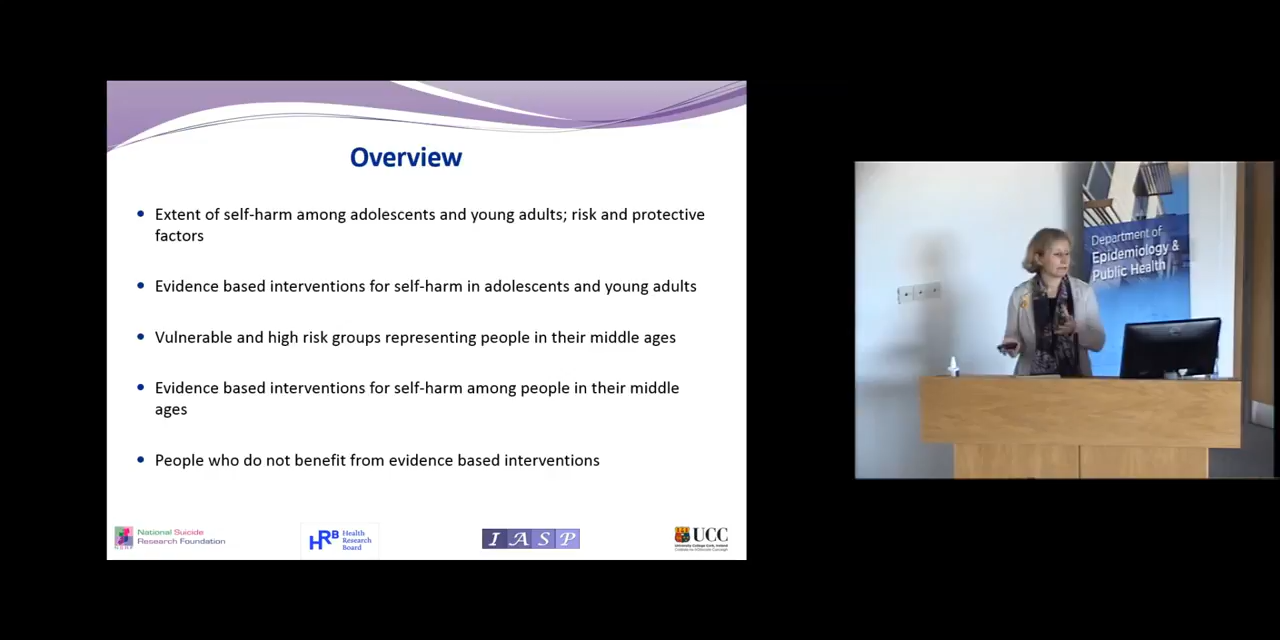 Overview
Extent of self-harm among adolescents and young adults; risk and protective
factors
Evidence based interventions for self-harm in adolescents and young adults
Vulnerable and high risk groups representing people in their middle ages
Evidence based interventions for self-harm among people in their middle
ages
People who do not benefit from evidence based interventions
National Suicide
Research Foundation
HRB Health
Research
Board
I A S P
UCC
Department of
Epidemiology &
Public Health